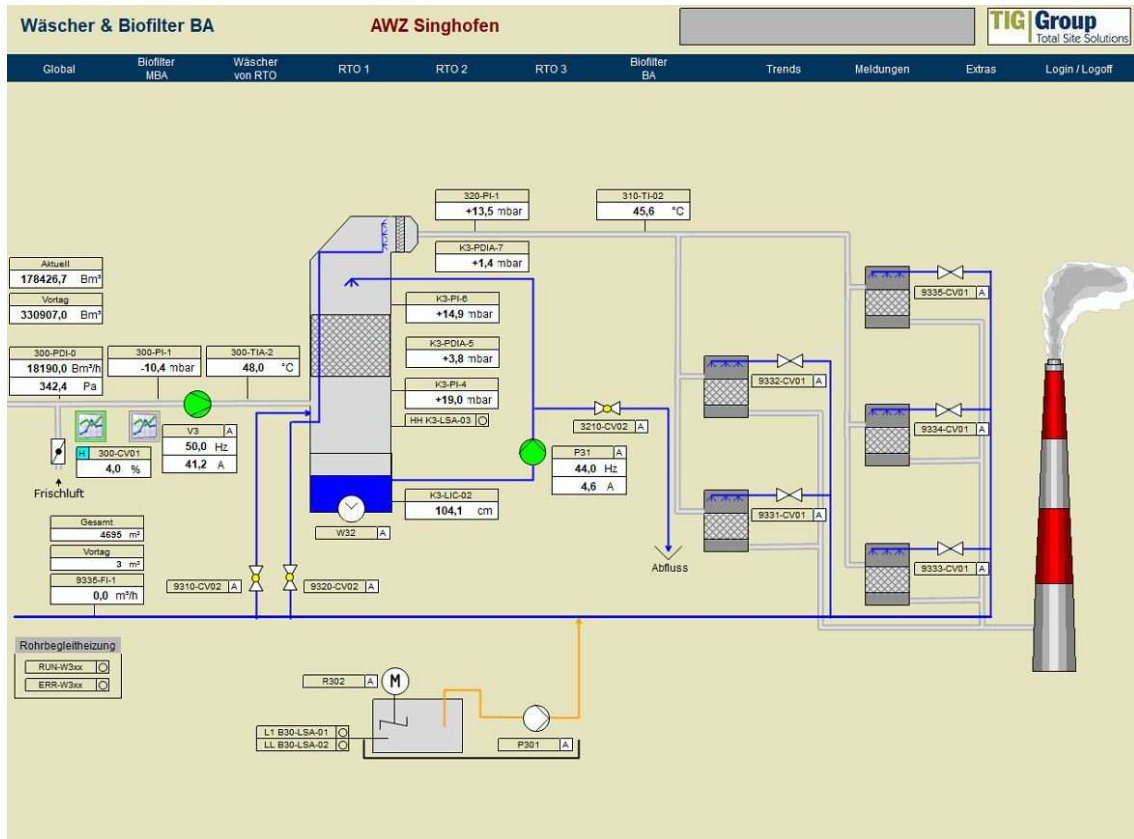 Wäscher & Biofilter BA
AWZ Singhofen
TIG Group
Total Site Solutions
Global
Biofilter
MBA
Wäscher
von RTO
RTO 1
RTO 2
RTO 3
Biofilter
BA
Trends
Meldungen
Extras
Login / Logoff
320-PI-1
+13,5 mbar
310-TI-02
45,6 °C
K3-PDIA-7
+1,4 mbar
Aktuell
178426,7 Bm³
Vortag
330907,0 Bm³
K3-PI-6
+14,9 mbar
9335-CV01 A
300-PDI-0
18190,0 Bm³/h
342,4 Pa
300-PI-1
-10,4 mbar
300-TIA-2
48,0 °C
K3-PDIA-5
+3,8 mbar
K3-PI-4
+19,0 mbar
HH K3-LSA-03
9332-CV01 A
3210-CV02 A
9334-CV01 A
V3 A
50,0 Hz
41,2 A
H 300-CV01
4,0 %
Frischluft
P31 A
44,0 Hz
4,6 A
K3-LIC-02
104,1 cm
W32 A
9331-CV01 A
Gesamt
4695 m³
Vortag
3 m³
9335-FI-1
0,0 m³/h
9310-CV02 A
9320-CV02 A
Abfluss
9333-CV01 A
Rohrbegleitheizung
RUN-W3xx
ERR-W3xx
R302 A
M
L1 B30-LSA-01
LL B30-LSA-02
P301 A